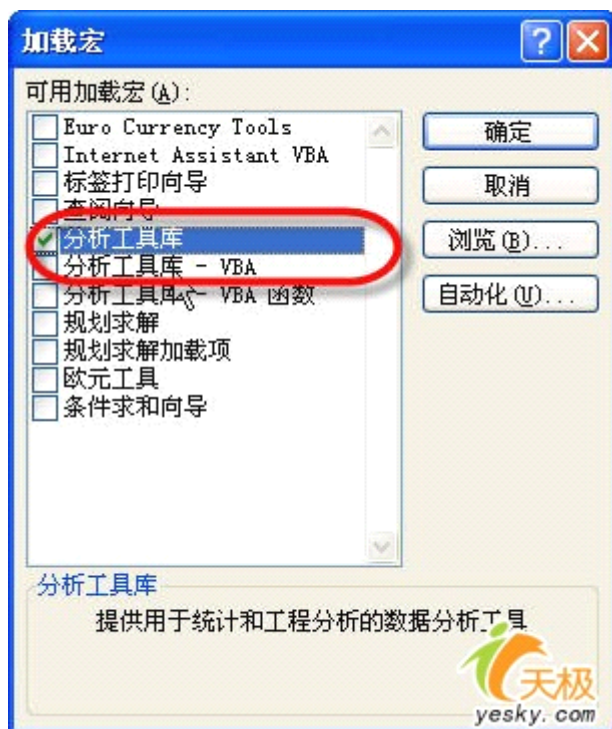 加载宏
可用加载宏(A):
Euro Currency Tools
Internet Assistant VBA
标签打印向导
查阅向导
分析工具库
分析工具库 - VBA
分析工具库 - VBA 函数
规划求解
规划求解加载项
欧元工具
条件求和向导
确定
取消
浏览(B)...
自动化(U)...
分析工具库
提供用于统计和工程分析的数据分析工具
天极
yesky.com